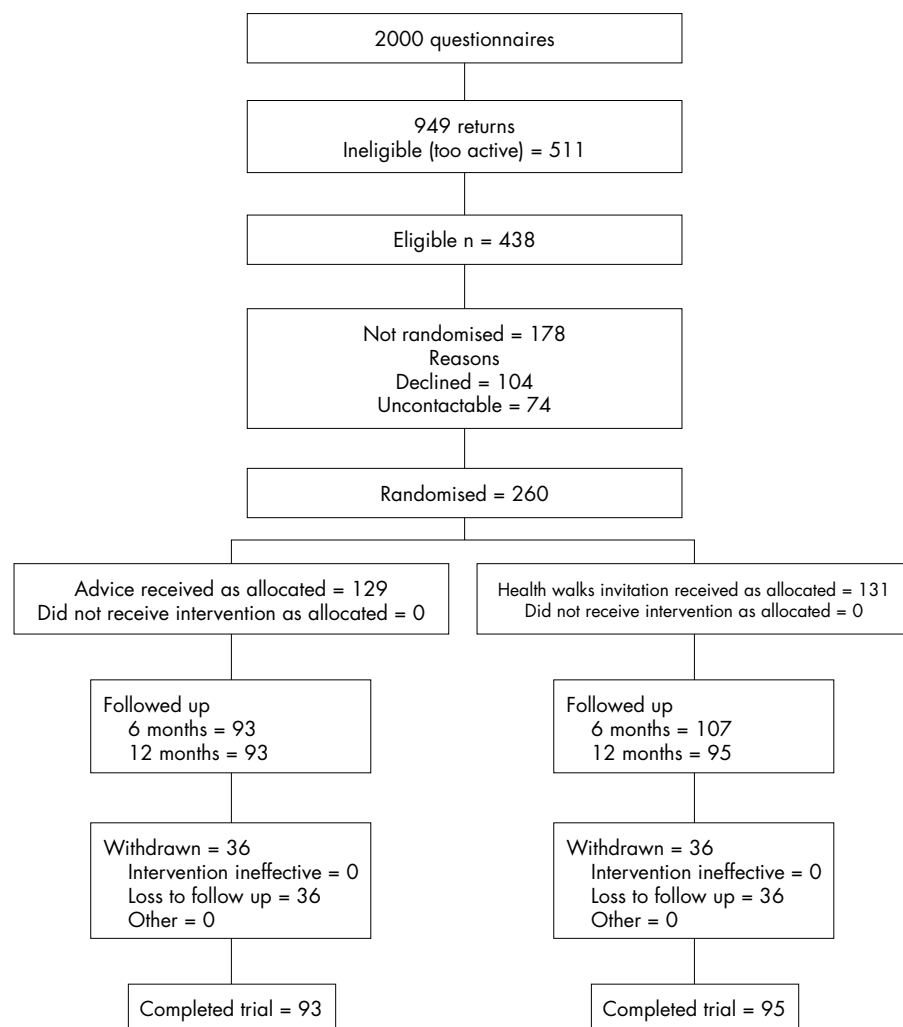 2000 questionnaires
949 returns
Ineligible (too active) = 511
Eligible n = 438
Not randomised = 178
Reasons
Declined = 104
Uncontactable = 74
Randomised = 260
Advice received as allocated = 129
Did not receive intervention as allocated = 0
Health walks invitation received as allocated = 131
Did not receive intervention as allocated = 0
Followed up
6 months = 93
12 months = 93
Followed up
6 months = 107
12 months = 95
Withdrawn = 36
Intervention ineffective = 0
Loss to follow up = 36
Other = 0
Withdrawn = 36
Intervention ineffective = 0
Loss to follow up = 36
Other = 0
Completed trial = 93
Completed trial = 95